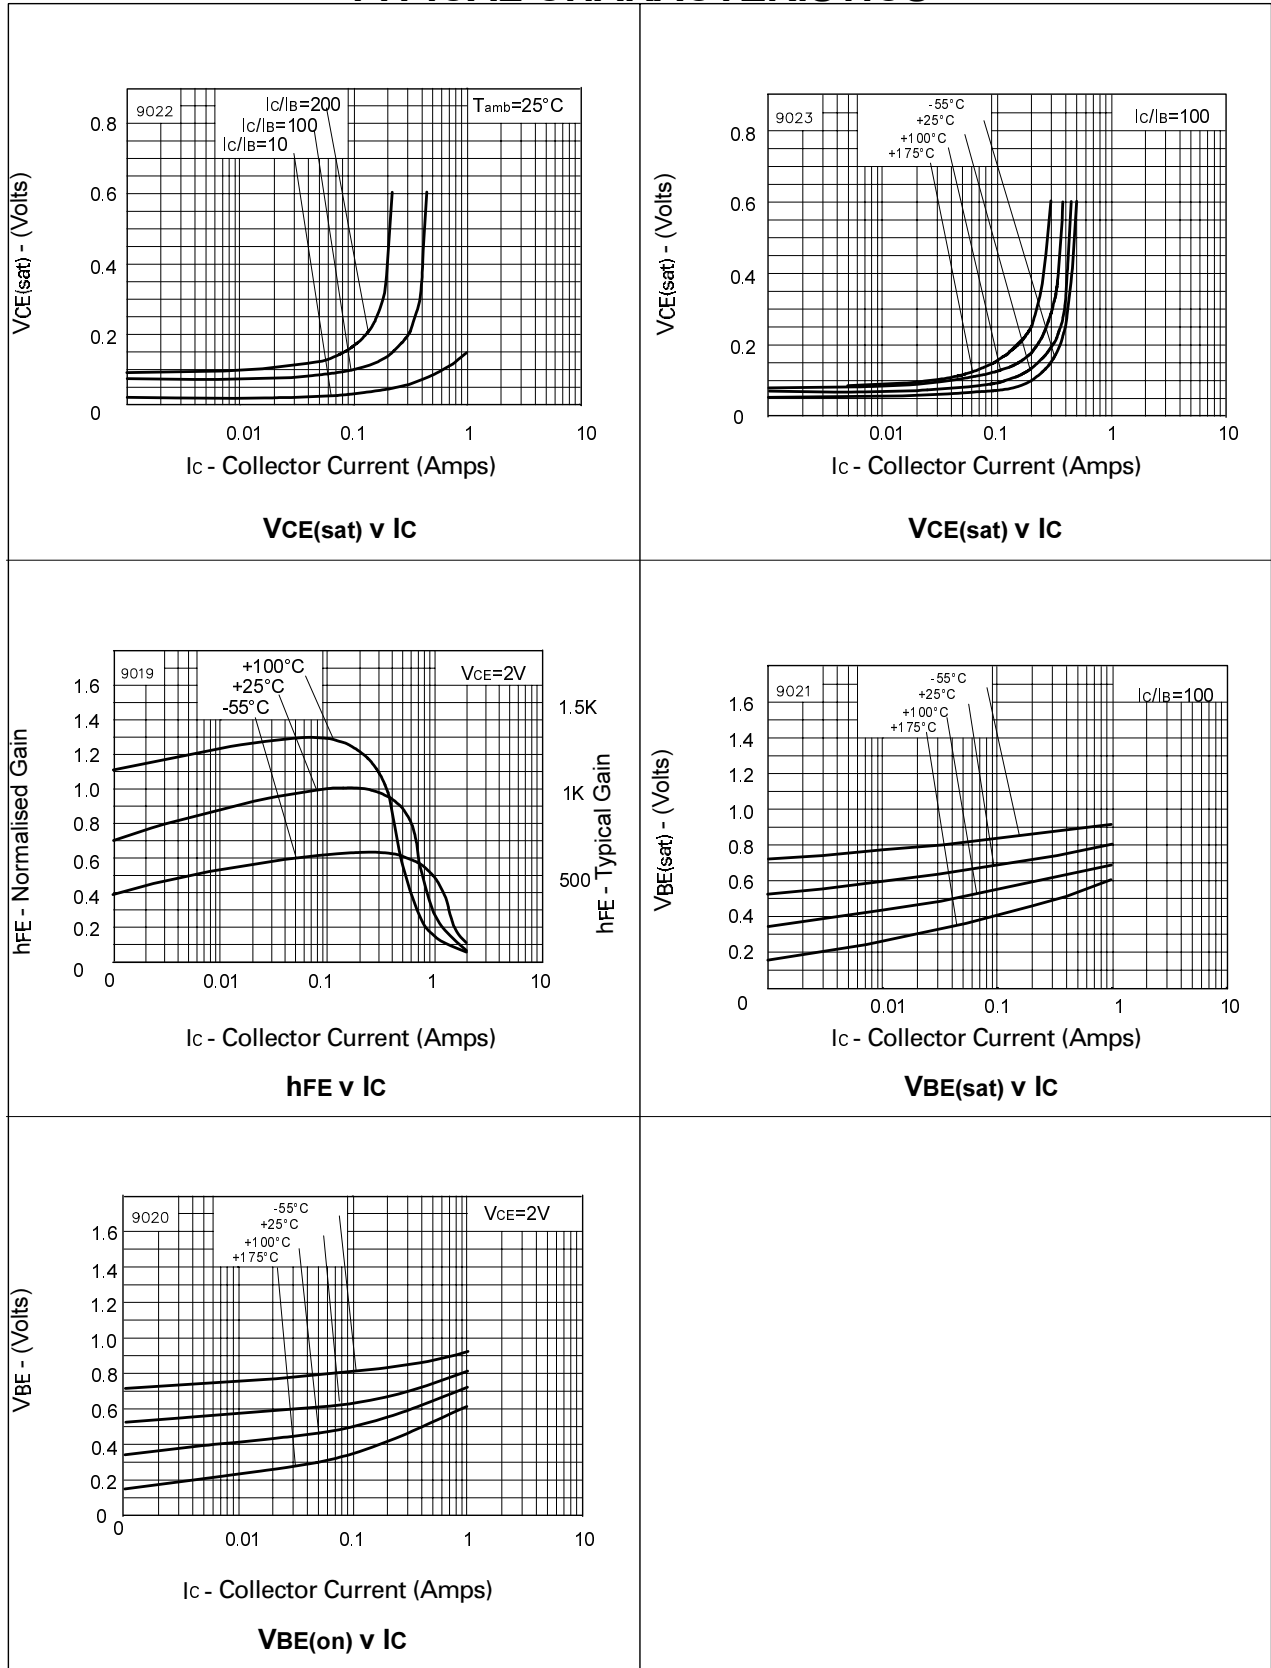 TYPICAL CHARACTERISTICS
9022
IC/IB=200
IC/IB=100
IC/IB=10
Tamb=25°C
0.8
0.6
0.4
0.2
0
VCE(sat) - (Volts)
0.01
0.1
1
10
IC - Collector Current (Amps)
VCE(sat) v IC
9023
-55°C
+25°C
+100°C
+175°C
IC/IB=100
0.8
0.6
0.4
0.2
0
VCE(sat) - (Volts)
0.01
0.1
1
10
IC - Collector Current (Amps)
VCE(sat) v IC
9019
+100°C
+25°C
-55°C
VCE=2V
1.6
1.4
1.2
1.0
0.8
0.6
0.4
0.2
0
hFE - Normalised Gain
1.5K
1K
500
hFE - Typical Gain
0
0.01
0.1
1
10
IC - Collector Current (Amps)
hFE v IC
9021
-55°C
+25°C
+100°C
+175°C
IC/IB=100
1.6
1.4
1.2
1.0
0.8
0.6
0.4
0.2
0
VBE(sat) - (Volts)
0.01
0.1
1
10
IC - Collector Current (Amps)
VBE(sat) v IC
9020
-55°C
+25°C
+100°C
+175°C
VCE=2V
1.6
1.4
1.2
1.0
0.8
0.6
0.4
0.2
0
VBE - (Volts)
0
0.01
0.1
1
10
IC - Collector Current (Amps)
VBE(on) v IC